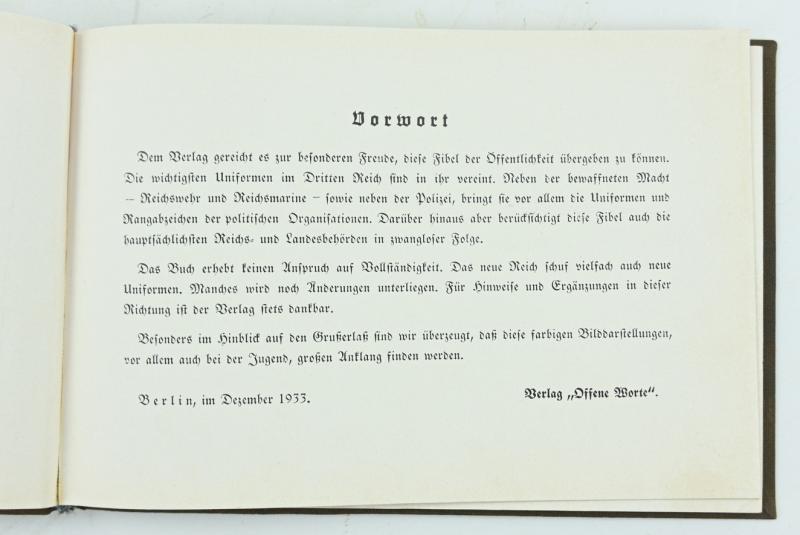 Vorwort
Dem Verlag gereicht es zur besonderen Freude, diese Fibel der Öffentlichkeit übergeben zu können.
Die wichtigsten Uniformen im Dritten Reich sind in ihr vereint. Neben der bewaffneten Macht
— Reichswehr und Reichsmarine — sowie neben der Polizei, bringt sie vor allem die Uniformen und
Rangabzeichen der politischen Organisationen. Darüber hinaus aber berücksichtigt diese Fibel auch die
hauptsächlichsten Reichs- und Landesbehörden in zwangloser Folge.
Das Buch erhebt keinen Anspruch auf Vollständigkeit. Das neue Reich schuf vielfach auch neue
Uniformen. Manches wird noch Änderungen unterliegen. Für Hinweise und Ergänzungen in dieser
Richtung ist der Verlag stets dankbar.
Besonders im Hinblick auf den Grußerlaß sind wir überzeugt, daß diese farbigen Bilddarstellungen,
vor allem auch bei der Jugend, großen Anklang finden werden.
Berlin, im Dezember 1933.
Verlag „Offene Worte“.